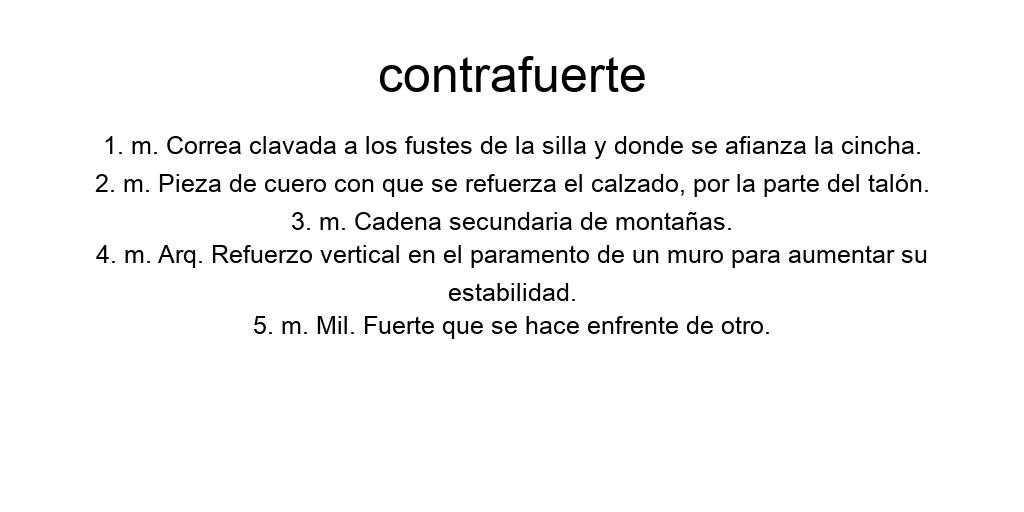 contrafuerte
1. m. Correa clavada a los fustes de la silla y donde se afianza la cincha.
2. m. Pieza de cuero con que se refuerza el calzado, por la parte del talón.
3. m. Cadena secundaria de montañas.
4. m. Arq. Refuerzo vertical en el paramento de un muro para aumentar su
estabilidad.
5. m. Mil. Fuerte que se hace enfrente de otro.